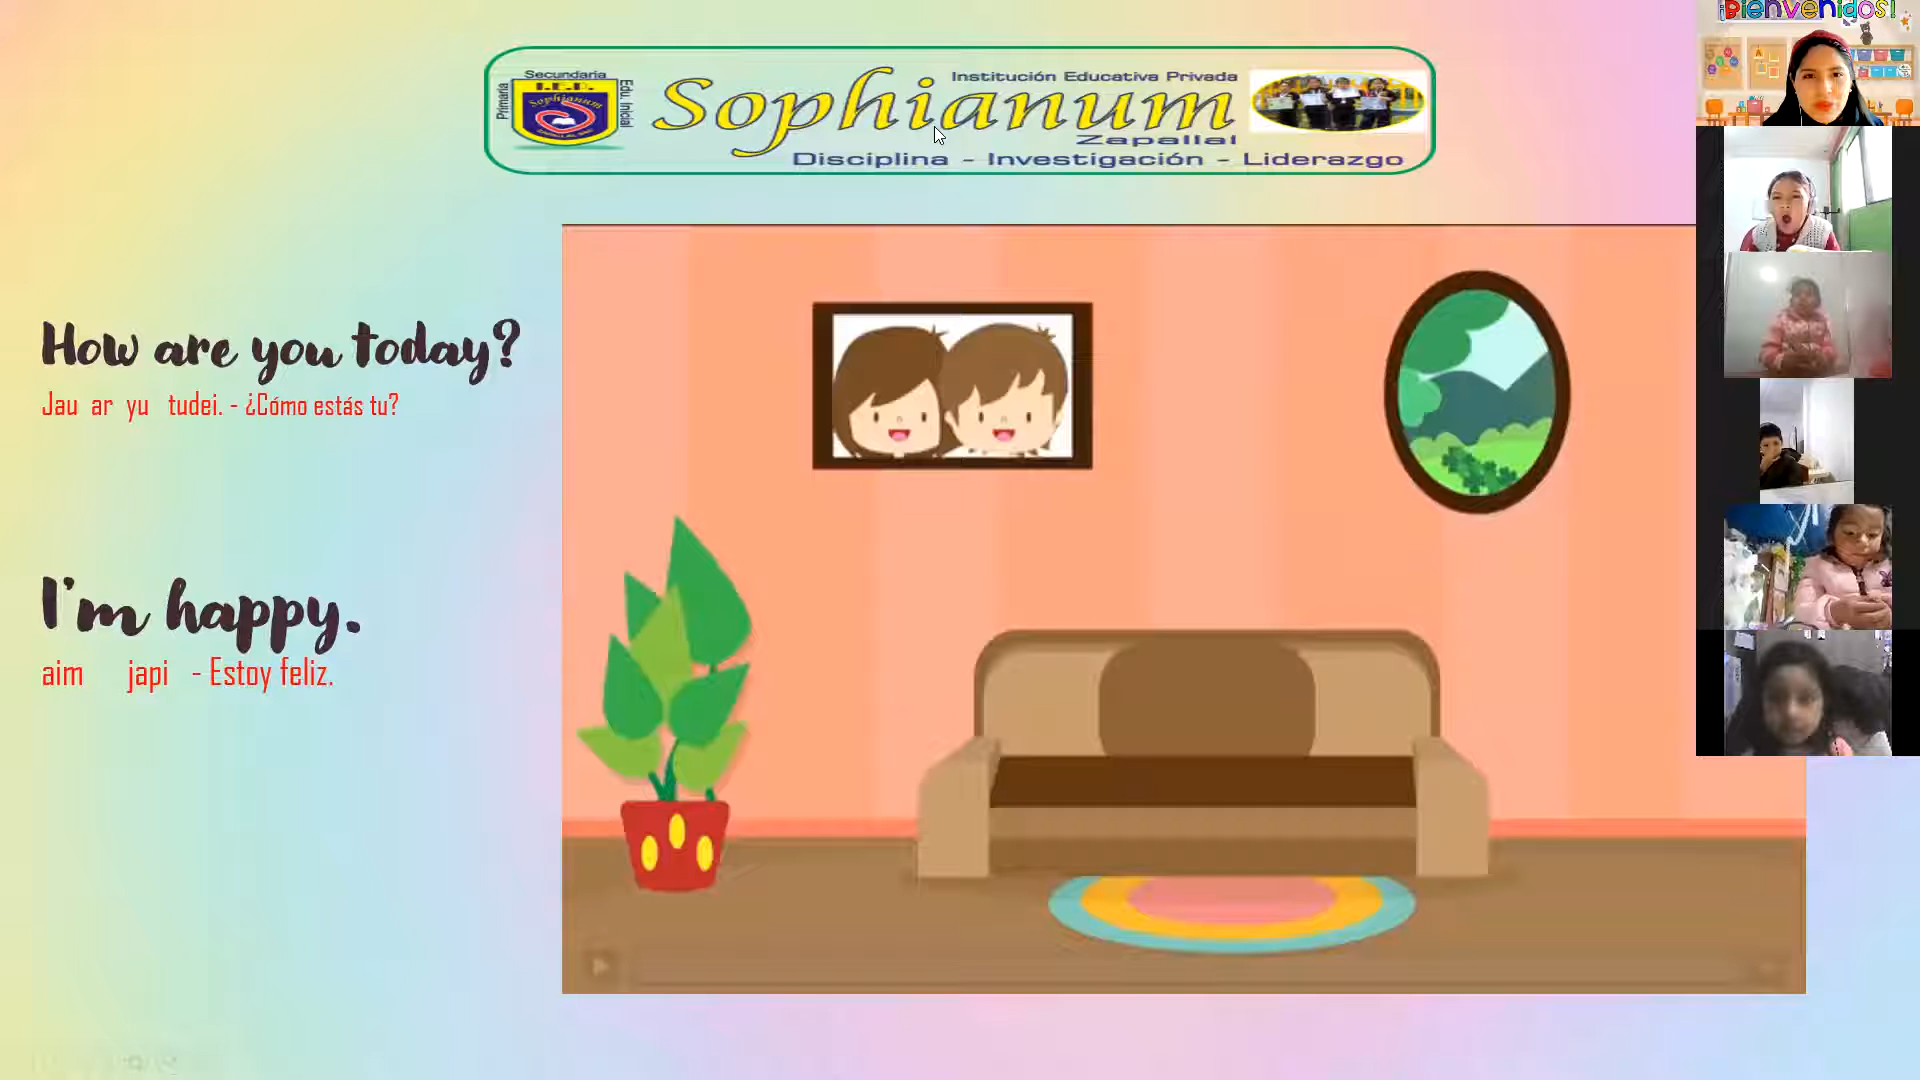 ¡Bienvenidos!
Secundaria
Primaria
I.E.P.
Sophianum
Edu. Inicial
Institución Educativa Privada
Sophianum
Zapallal
Disciplina - Investigación - Liderazgo
How are you today?
Jau ar yu tudei. - ¿Cómo estás tu?
I'm happy.
aim japi - Estoy feliz.